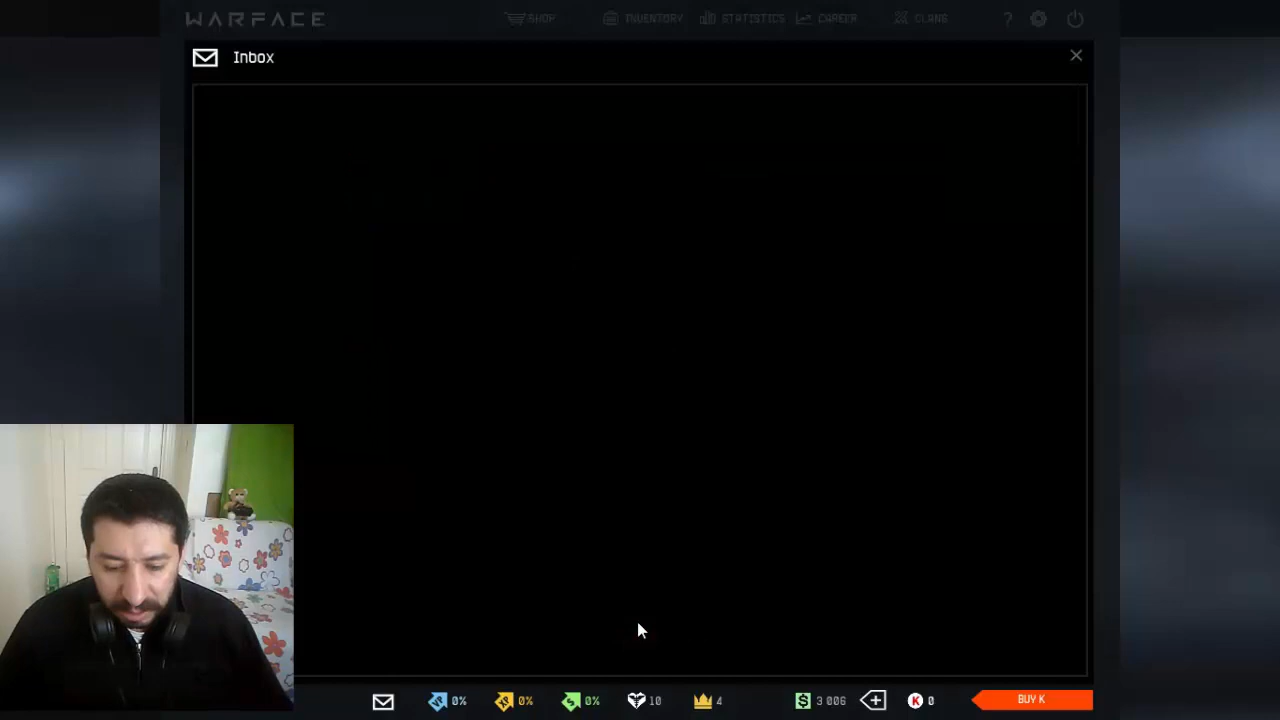 WARFACE SHOP INVENTORY STATISTICS CAREER CLANS ?
Inbox
0% 0% 0% 10 4 $ 3 006 K 0 BUY K